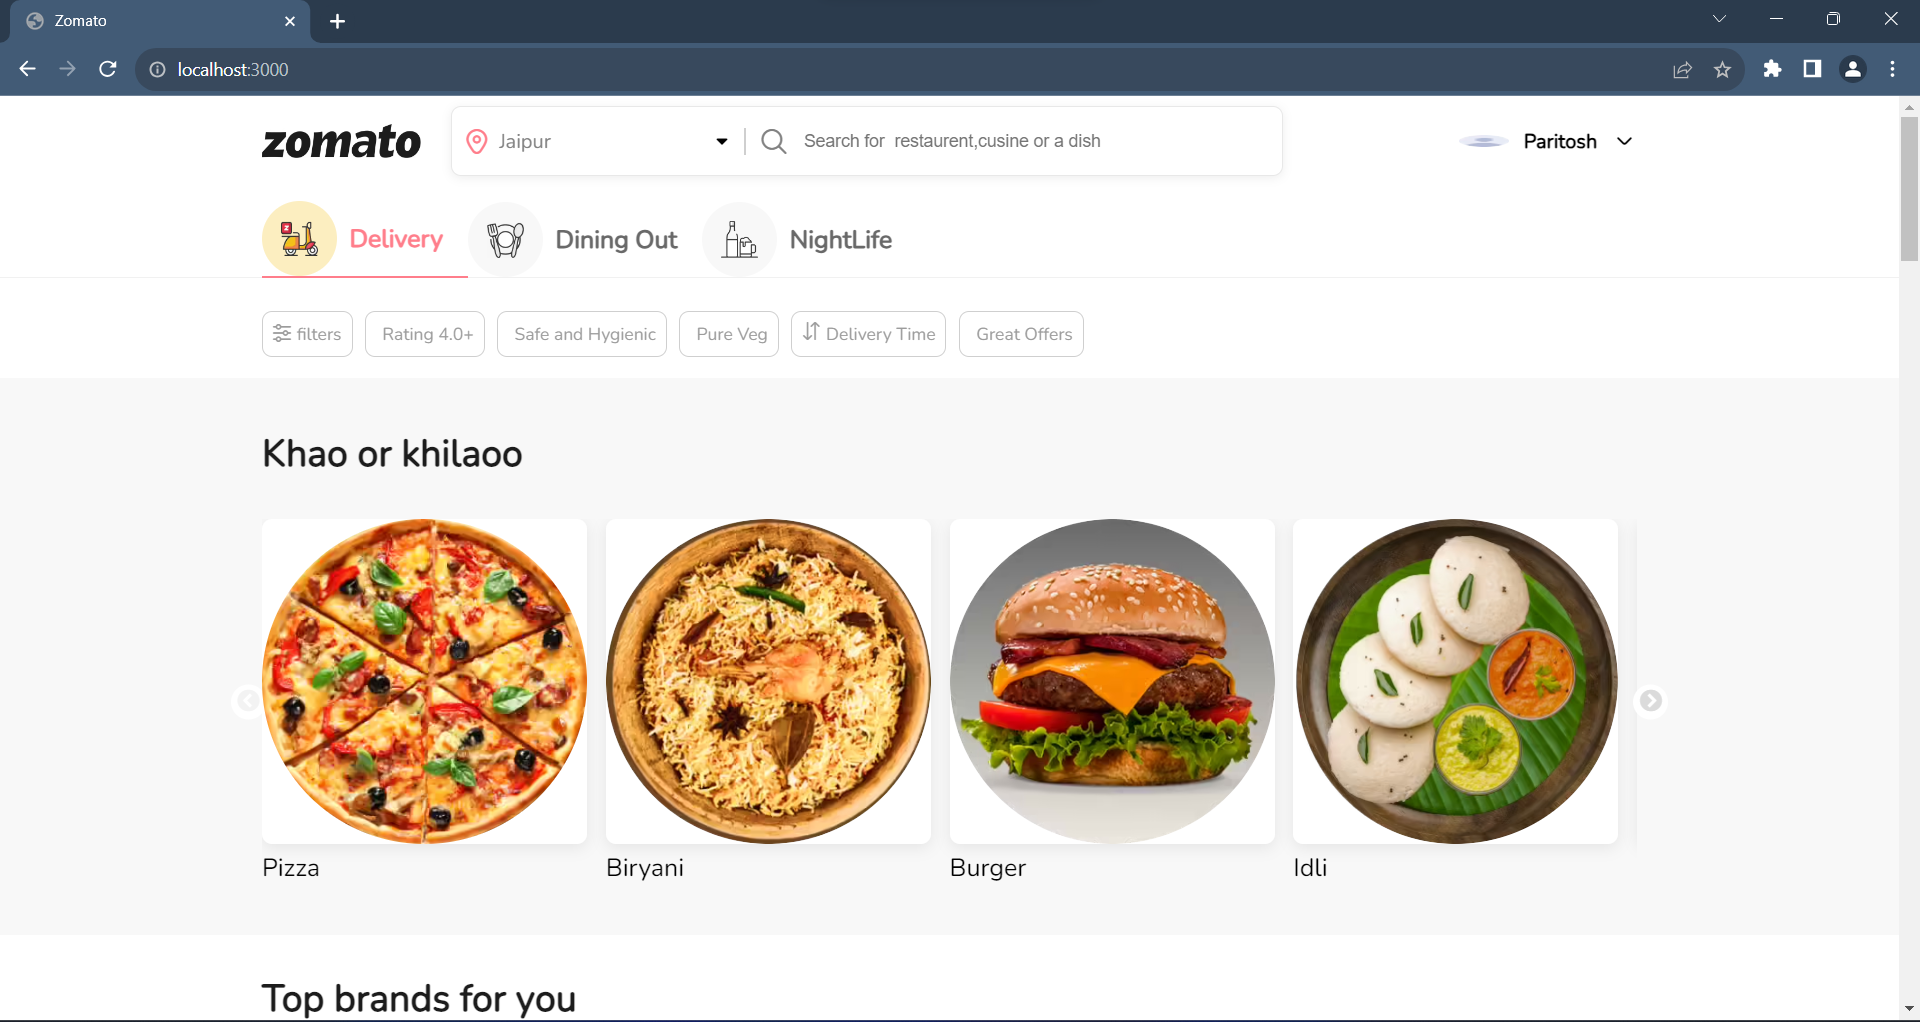 Zomato
localhost:3000
zomato
Jaipur
Search for  restaurent,cusine or a dish
Paritosh
Delivery
Dining Out
NightLife
filters
Rating 4.0+
Safe and Hygienic
Pure Veg
Delivery Time
Great Offers
Khao or khilaoo
Pizza
Biryani
Burger
Idli
Top brands for you